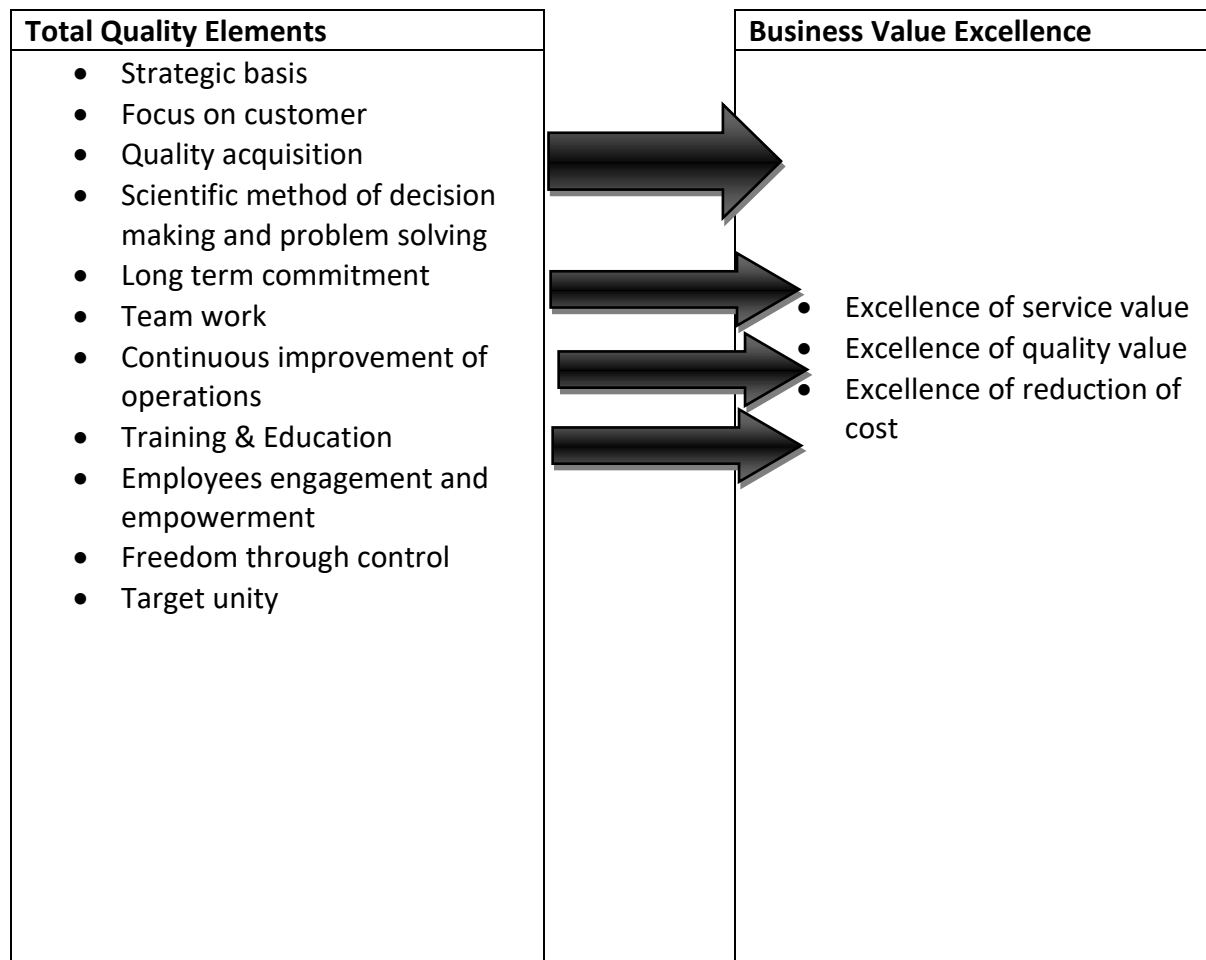 Total Quality Elements
• Strategic basis
• Focus on customer
• Quality acquisition
• Scientific method of decision
making and problem solving
• Long term commitment
• Team work
• Continuous improvement of
operations
• Training & Education
• Employees engagement and
empowerment
• Freedom through control
• Target unity
Business Value Excellence
• Excellence of service value
• Excellence of quality value
• Excellence of reduction of
cost